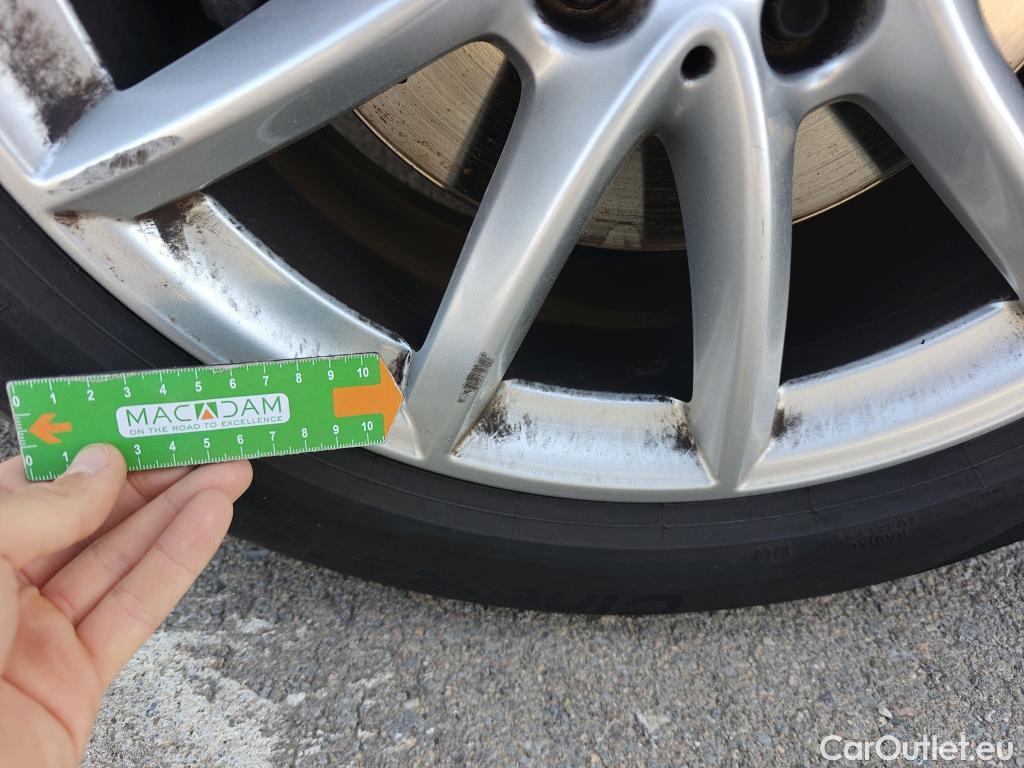 0 1 2 3 4 5 6 7 8 9 10
MACADAM
ON THE ROAD TO EXCELLENCE
0 1 3 4 5 6 7 8 9 10
RADIAL
CarOutlet.eu